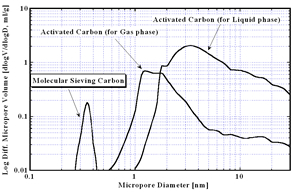 Activated Carbon (for Liquid phase)
Activated Carbon (for Gas phase)
Molecular Sieving Carbon
Log Diff. Micropore Volume [dlogV/dlogD, ml/g]
10
1
0.1
0.01
0.1
1
10
Micropore Diameter [nm]